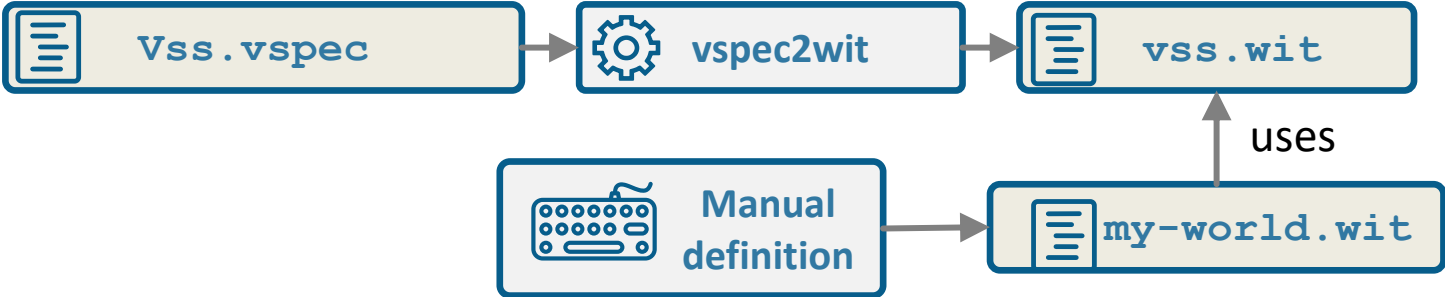 Vss.vspec
vspec2wit
vss.wit
uses
Manual
definition
my-world.wit